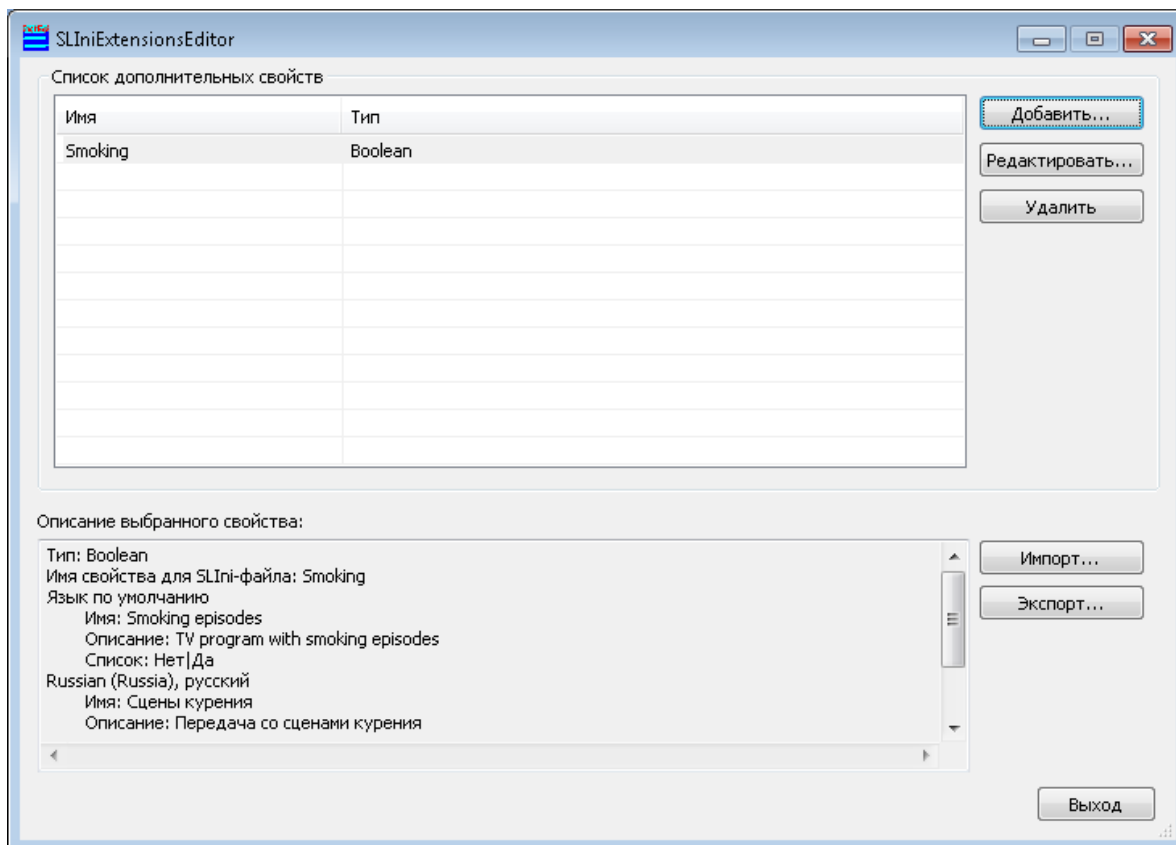 SLIniExtensionsEditor
Список дополнительных свойств
Имя Тип
Smoking Boolean
Добавить...
Редактировать...
Удалить
Описание выбранного свойства:
Тип: Boolean
Имя свойства для SLIni-файла: Smoking
Язык по умолчанию
Имя: Smoking episodes
Описание: TV program with smoking episodes
Список: Нет|Да
Russian (Russia), русский
Имя: Сцены курения
Описание: Передача со сценами курения
Импорт...
Экспорт...
Выход